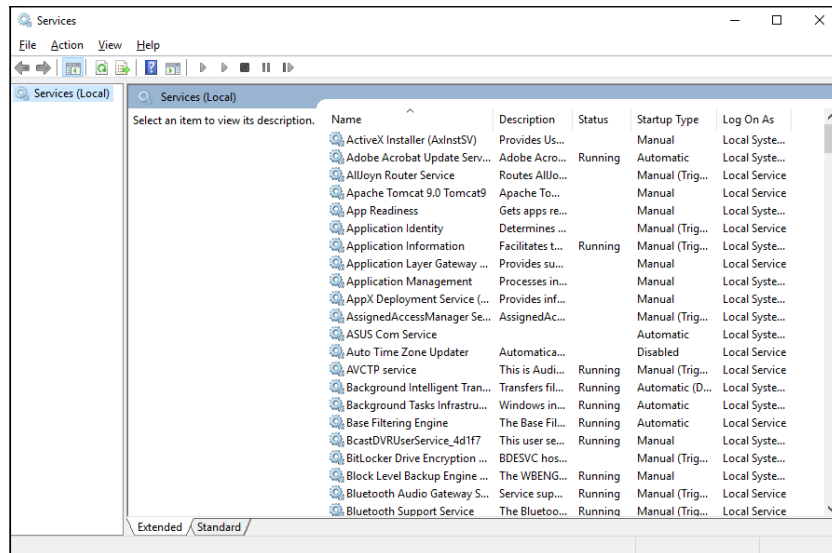 Services
File Action View Help
Services (Local)
Services (Local)
Select an item to view its description.
Name Description Status Startup Type Log On As
ActiveX Installer (AxInstSV) Provides Us... Manual Local Syste...
Adobe Acrobat Update Serv... Adobe Acro... Running Automatic Local Syste...
AllJoyn Router Service Routes AllJo... Manual (Trig... Local Service
Apache Tomcat 9.0 Tomcat9 Apache To... Manual Local Service
App Readiness Gets apps re... Manual Local Syste...
Application Identity Determines ... Manual (Trig... Local Service
Application Information Facilitates t... Running Manual (Trig... Local Syste...
Application Layer Gateway ... Provides su... Manual Local Service
Application Management Processes in... Manual Local Syste...
AppX Deployment Service (... Provides inf... Manual Local Syste...
AssignedAccessManager Se... AssignedAc... Manual (Trig... Local Syste...
ASUS Com Service Automatic Local Syste...
Auto Time Zone Updater Automatica... Disabled Local Service
AVCTP service This is Audi... Running Manual (Trig... Local Service
Background Intelligent Tran... Transfers fil... Running Automatic (D... Local Syste...
Background Tasks Infrastru... Windows in... Running Automatic Local Syste...
Base Filtering Engine The Base Fil... Running Automatic Local Service
BcastDVRUserService_4d1f7 This user se... Running Manual Local Syste...
BitLocker Drive Encryption ... BDESVC hos... Manual (Trig... Local Syste...
Block Level Backup Engine ... The WBENG... Running Manual Local Syste...
Bluetooth Audio Gateway S... Service sup... Running Manual (Trig... Local Service
Bluetooth Support Service The Bluetoo... Running Manual (Trig... Local Service
Extended Standard